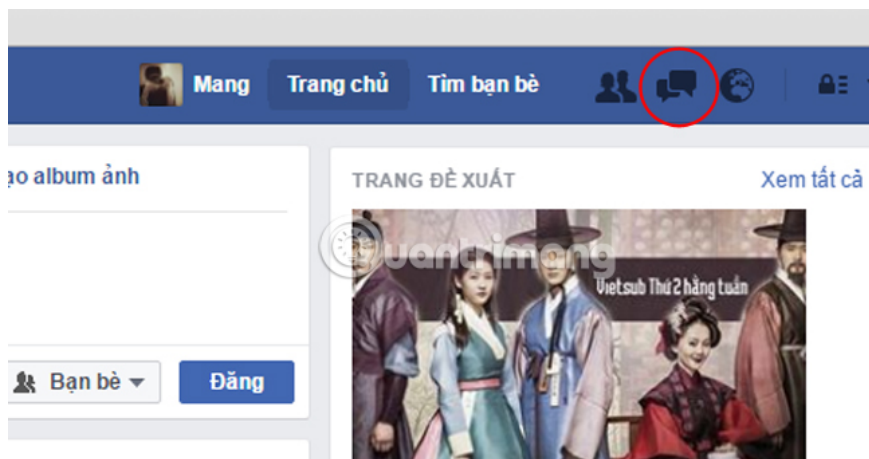 Mang Trang chủ Tìm bạn bè
ạo album ảnh
TRANG ĐỀ XUẤT Xem tất cả
Quantrimang
Vietsub Thứ 2 hằng tuần
Bạn bè Đăng